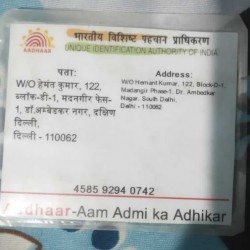 भारतीय विशिष्ट पहचान प्राधिकरण
UNIQUE IDENTIFICATION AUTHORITY OF INDIA
AADHAAR
पता:
W/O हेमंत कुमार, 122,
ब्लॉक-डी-1, मदनगीर फेस-
1, डॉ.अम्बेडकर नगर, दक्षिण
दिल्ली,
दिल्ली - 110062
Address:
W/O Hemant Kumar, 122, Block-D-1,
Madangir Phase-1, Dr. Ambedkar
Nagar, South Delhi,
Delhi - 110062
4585 9294 0742
dhaar-Aam Admi ka Adhikar